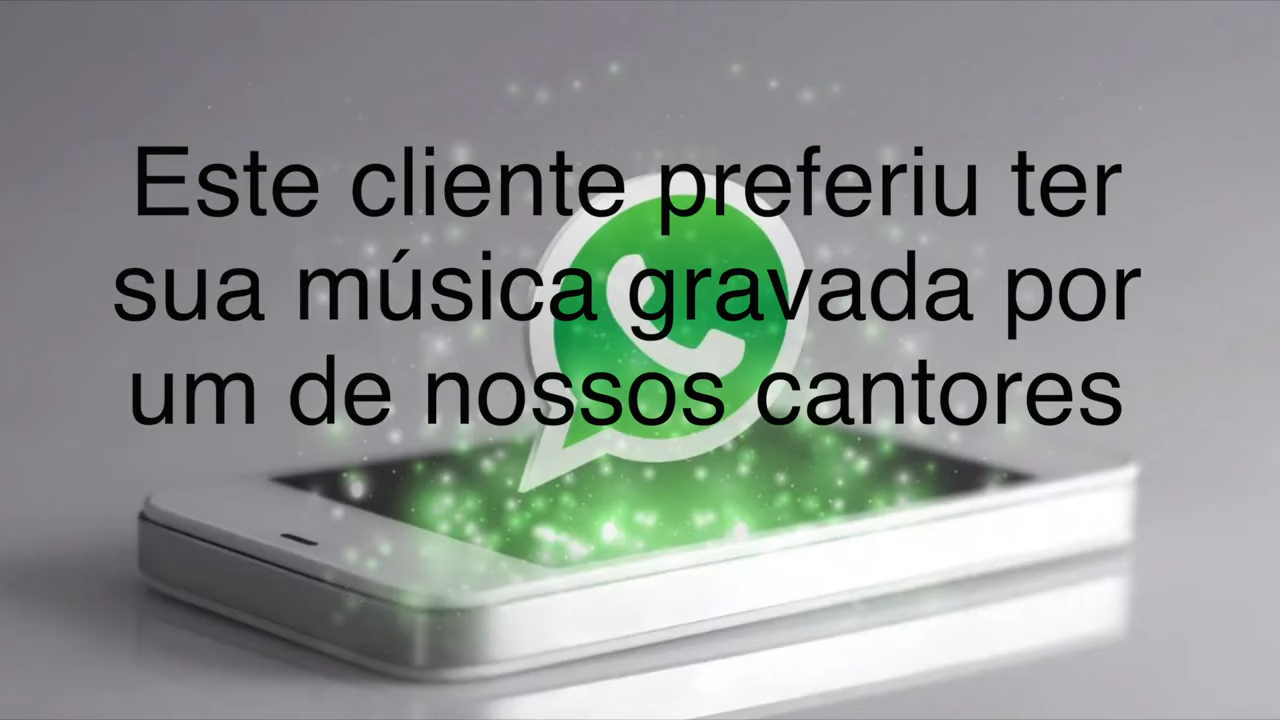 Este cliente preferiu ter
sua música gravada por
um de nossos cantores